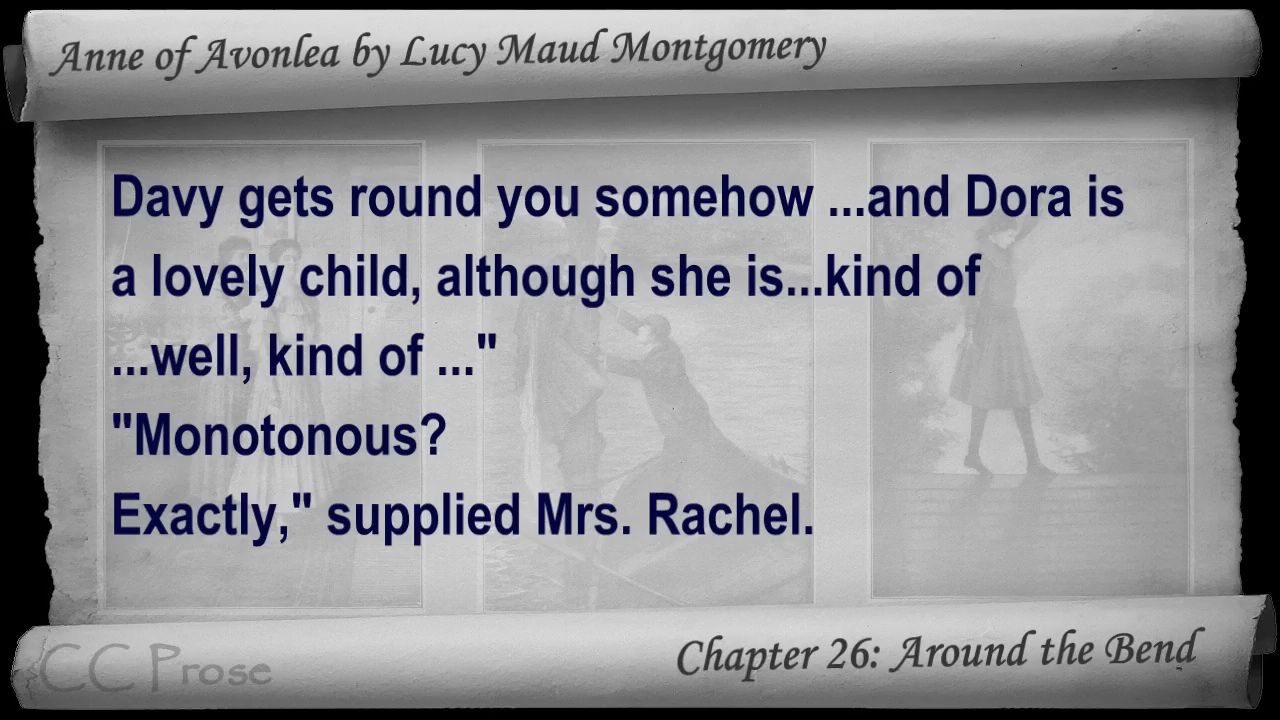 Anne of Avonlea by Lucy Maud Montgomery
Davy gets round you somehow ...and Dora is
a lovely child, although she is...kind of
...well, kind of ..."
"Monotonous?
Exactly," supplied Mrs. Rachel.
CC Prose
Chapter 26: Around the Bend